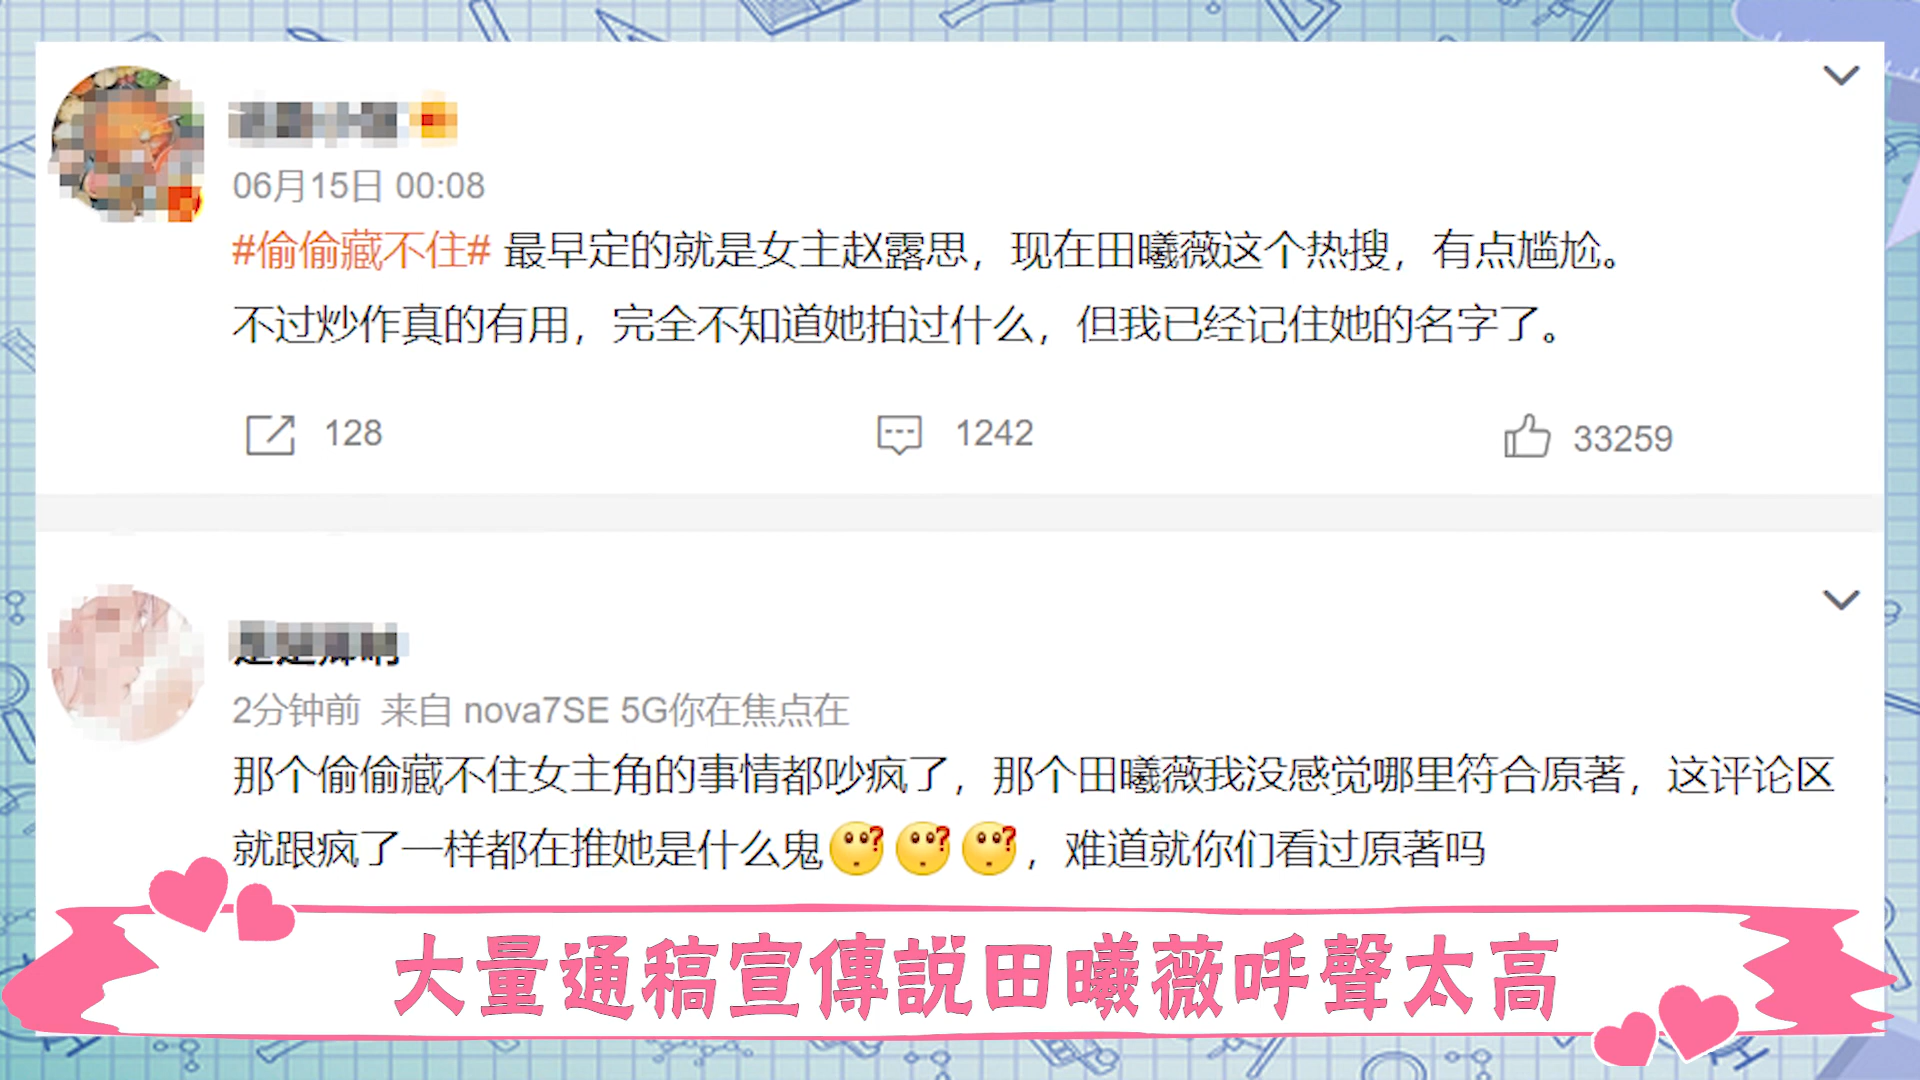 06月15日 00:08
#偷偷藏不住# 最早定的就是女主赵露思，现在田曦薇这个热搜，有点尴尬。
不过炒作真的有用，完全不知道她拍过什么，但我已经记住她的名字了。
128 1242 33259
2分钟前 来自 nova7SE 5G你在焦点在
那个偷偷藏不住女主角的事情都吵疯了，那个田曦薇我没感觉哪里符合原著，这评论区
就跟疯了一样都在推她是什么鬼，难道就你们看过原著吗
大量通稿宣傳説田曦薇呼聲太高